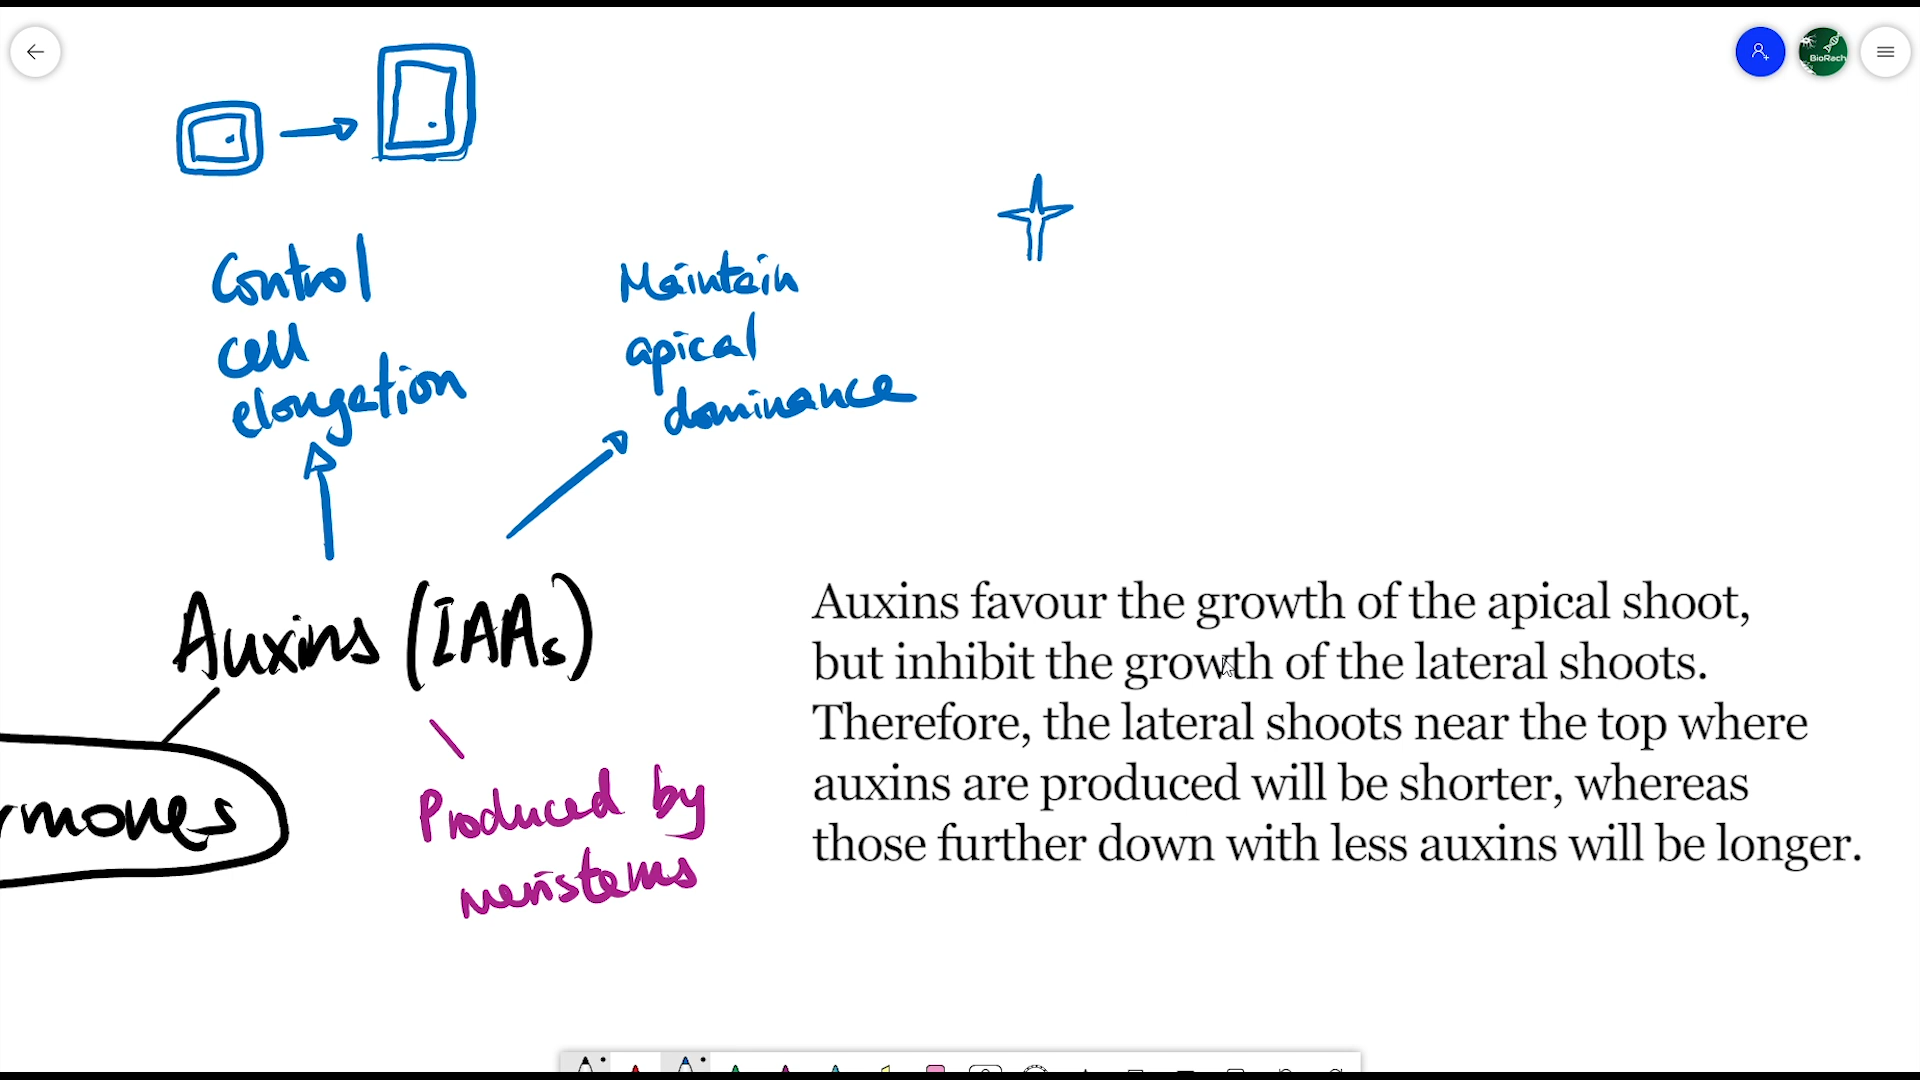 BioRach
Control
cell
elongation
Maintain
apical
dominance
Auxins (IAAs)
Produced by
meristems
rmones
Auxins favour the growth of the apical shoot,
but inhibit the growth of the lateral shoots.
Therefore, the lateral shoots near the top where
auxins are produced will be shorter, whereas
those further down with less auxins will be longer.